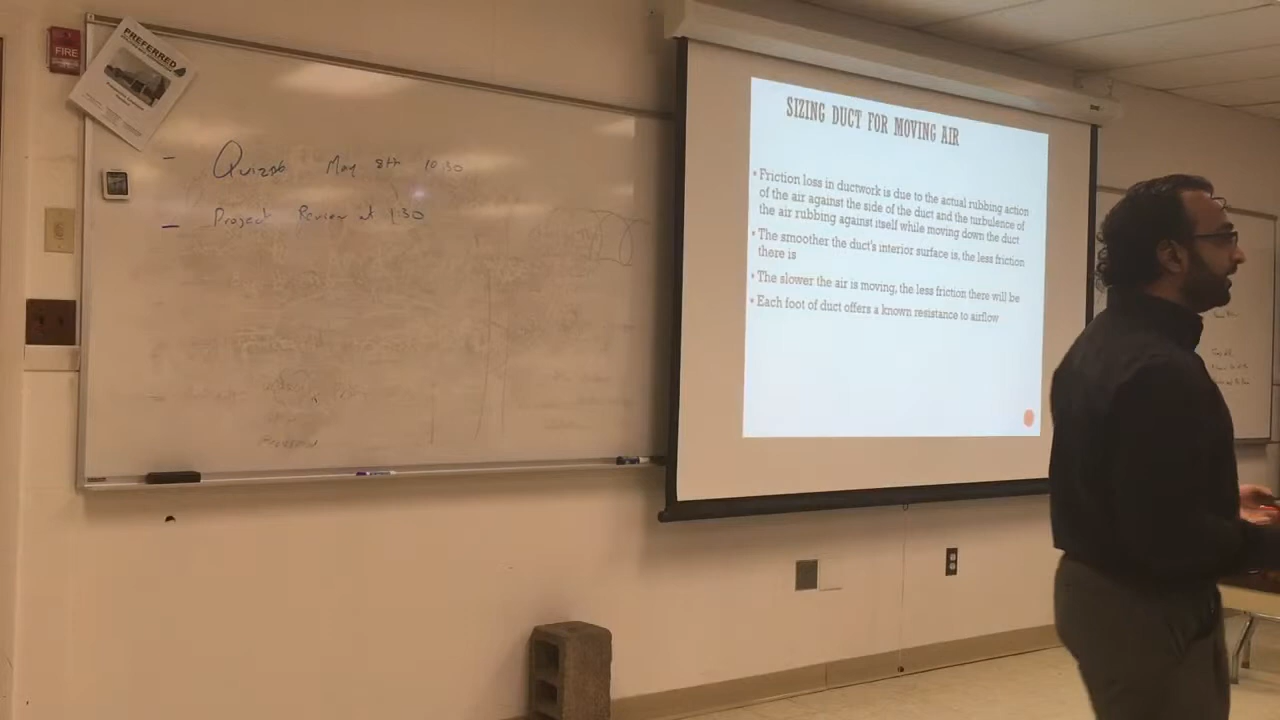 FIRE
PREFERRED
Quizzb May 8th 10:30
Project Review at 1:30
SIZING DUCT FOR MOVING AIR
• Friction loss in ductwork is due to the actual rubbing action
of the air against the side of the duct and the turbulence of
the air rubbing against itself while moving down the duct
• The smoother the duct's interior surface is, the less friction
there is
• The slower the air is moving, the less friction there will be
• Each foot of duct offers a known resistance to airflow